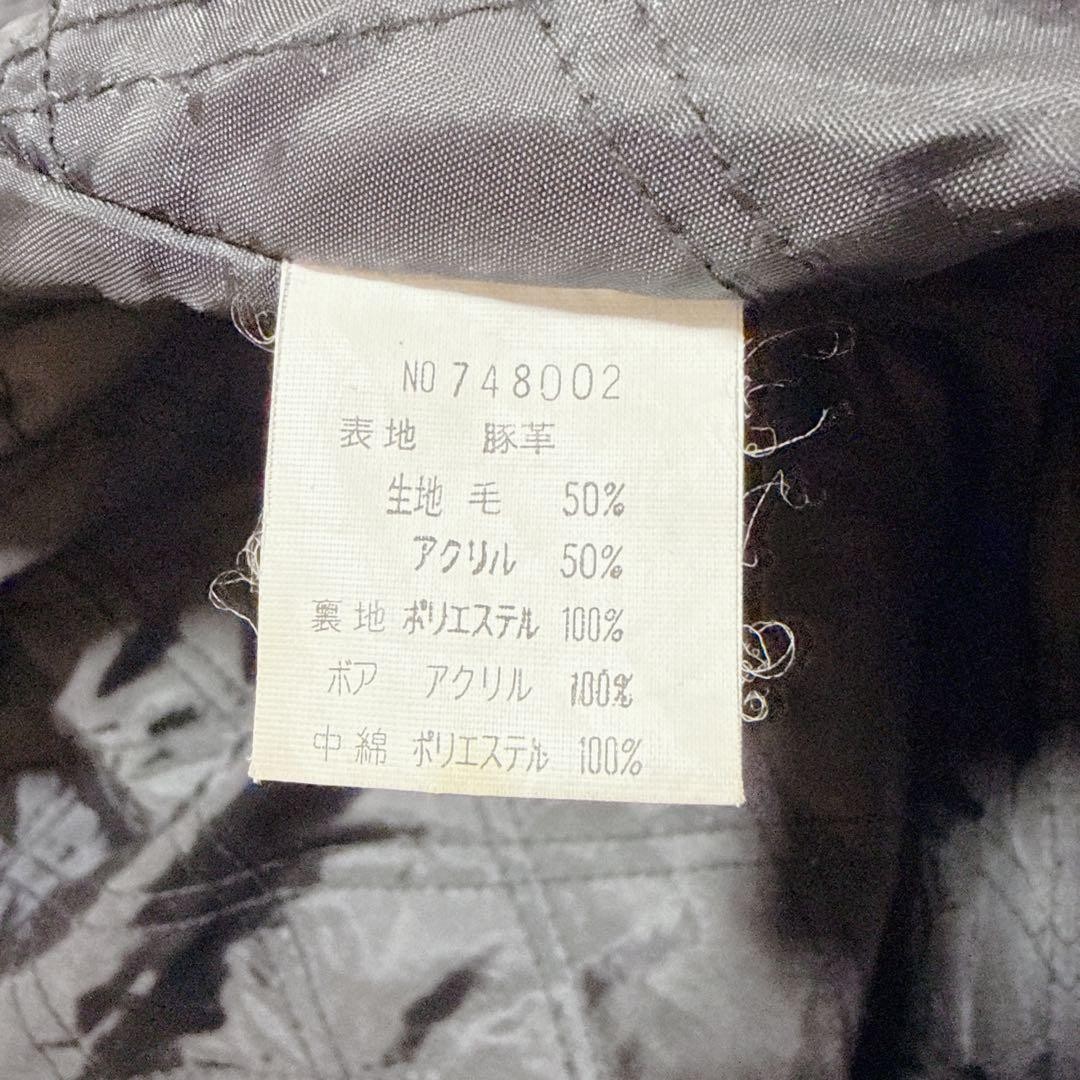 NO 748002
表地 豚革
生地 毛 50%
アクリル 50%
裏地 ポリエステル 100%
ボア アクリル 100%
中綿 ポリエステル 100%